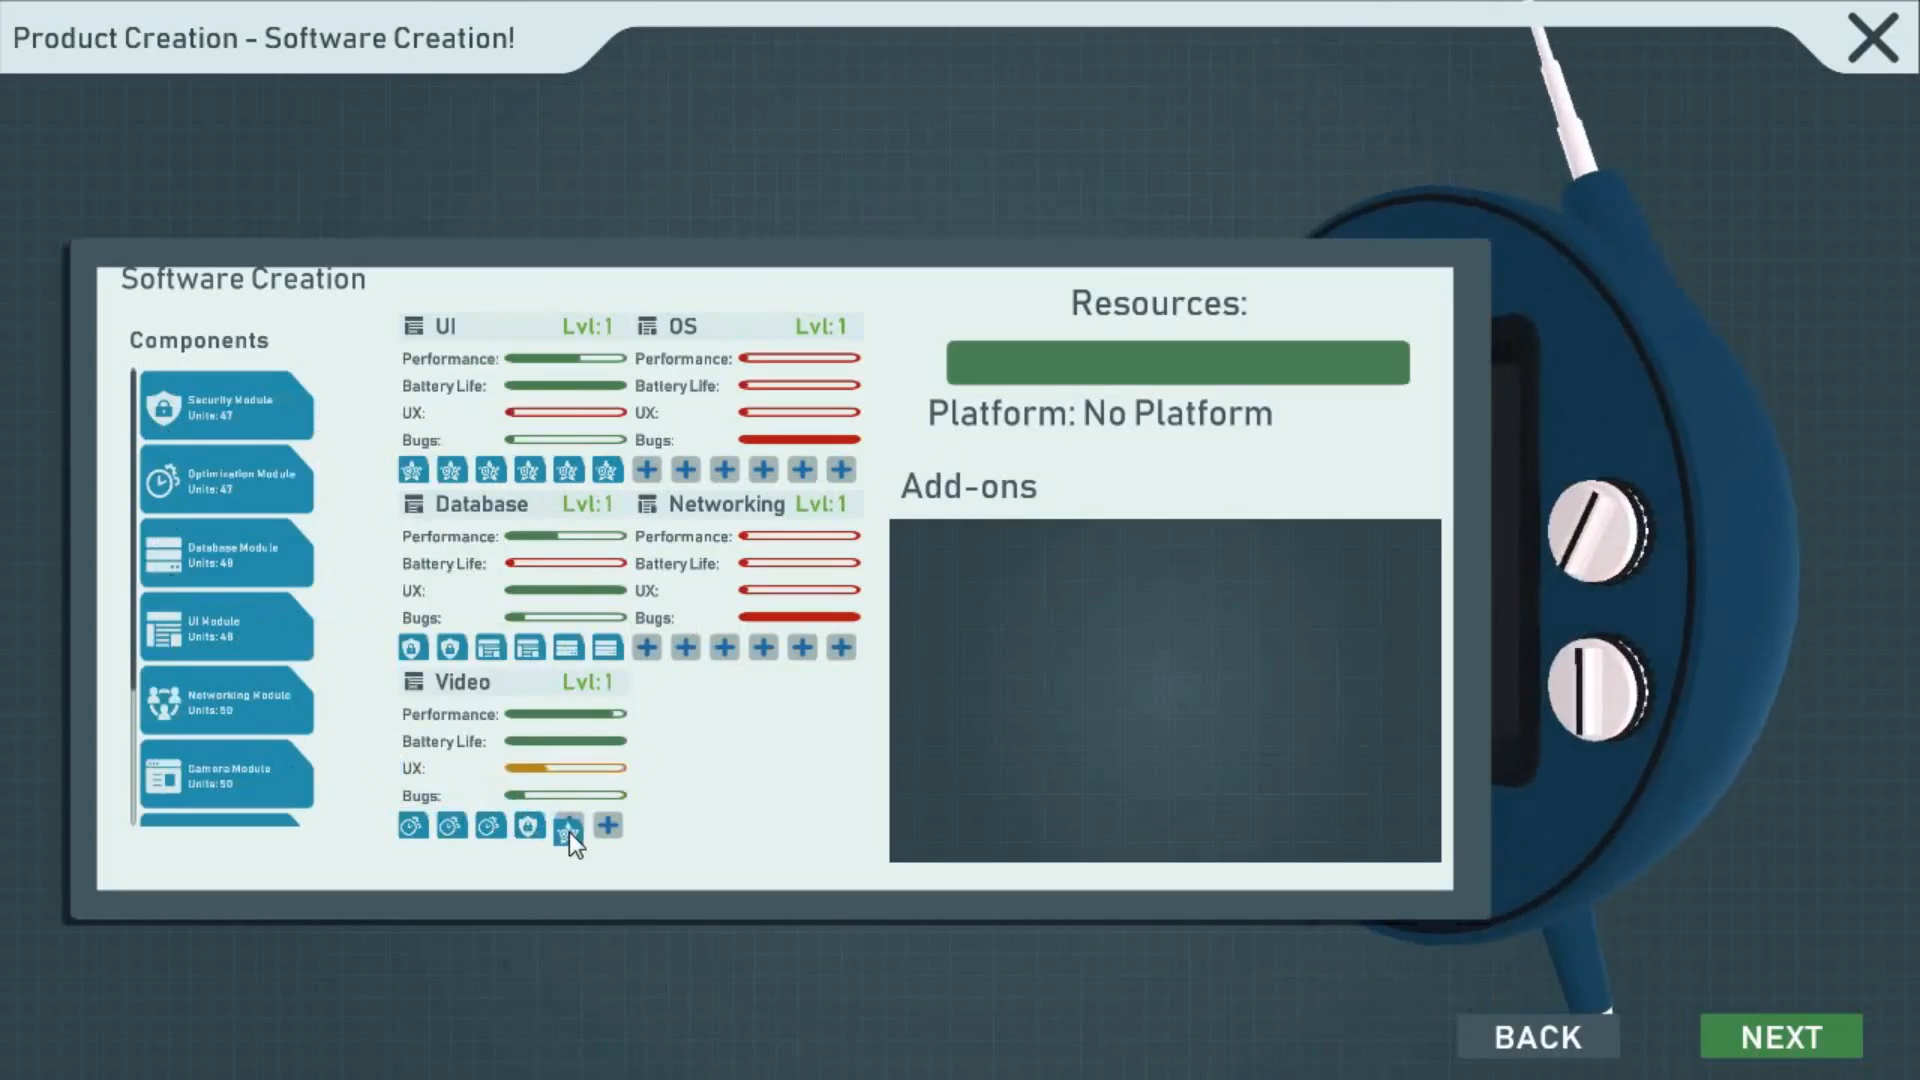 Product Creation - Software Creation!
Software Creation
Components
Security Module
Units: 47
Optimisation Module
Units: 47
Database Module
Units: 48
UI Module
Units: 48
Networking Module
Units: 50
Camera Module
Units: 50
UI Lvl: 1
Performance:
Battery Life:
UX:
Bugs:
OS Lvl: 1
Performance:
Battery Life:
UX:
Bugs:
Database Lvl: 1
Performance:
Battery Life:
UX:
Bugs:
Networking Lvl: 1
Performance:
Battery Life:
UX:
Bugs:
Video Lvl: 1
Performance:
Battery Life:
UX:
Bugs:
Resources:
Platform: No Platform
Add-ons
BACK
NEXT